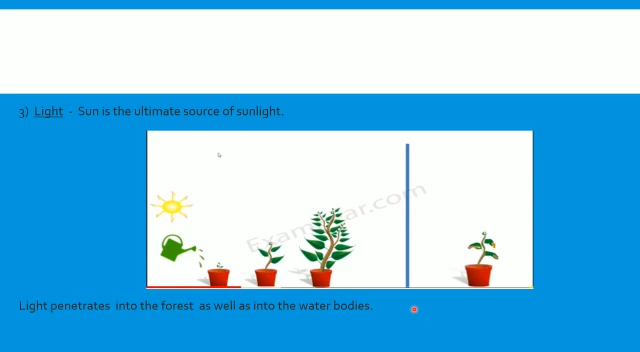 3) Light - Sun is the ultimate source of sunlight.
Light penetrates into the forest as well as into the water bodies.